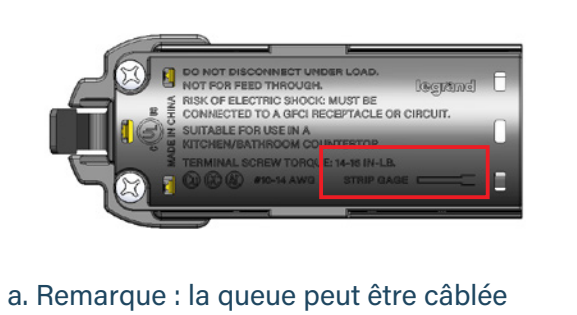 DO NOT DISCONNECT UNDER LOAD.
NOT FOR FEED THROUGH.
legrand
RISK OF ELECTRIC SHOCK: MUST BE
CONNECTED TO A GFCI RECEPTACLE OR CIRCUIT.
SUITABLE FOR USE IN A
KITCHEN/BATHROOM COUNTERTOP
TERMINAL SCREW TORQUE: 14-16 IN-LB.
#10-14 AWG STRIP GAGE
MADE IN CHINA
a. Remarque : la queue peut être câblée